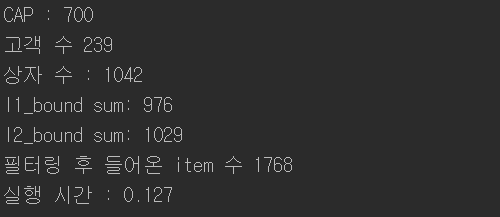 CAP : 700
고객 수 239
상자 수 : 1042
l1_bound sum: 976
l2_bound sum: 1029
필터링 후 들어온 item 수 1768
실행 시간 : 0.127